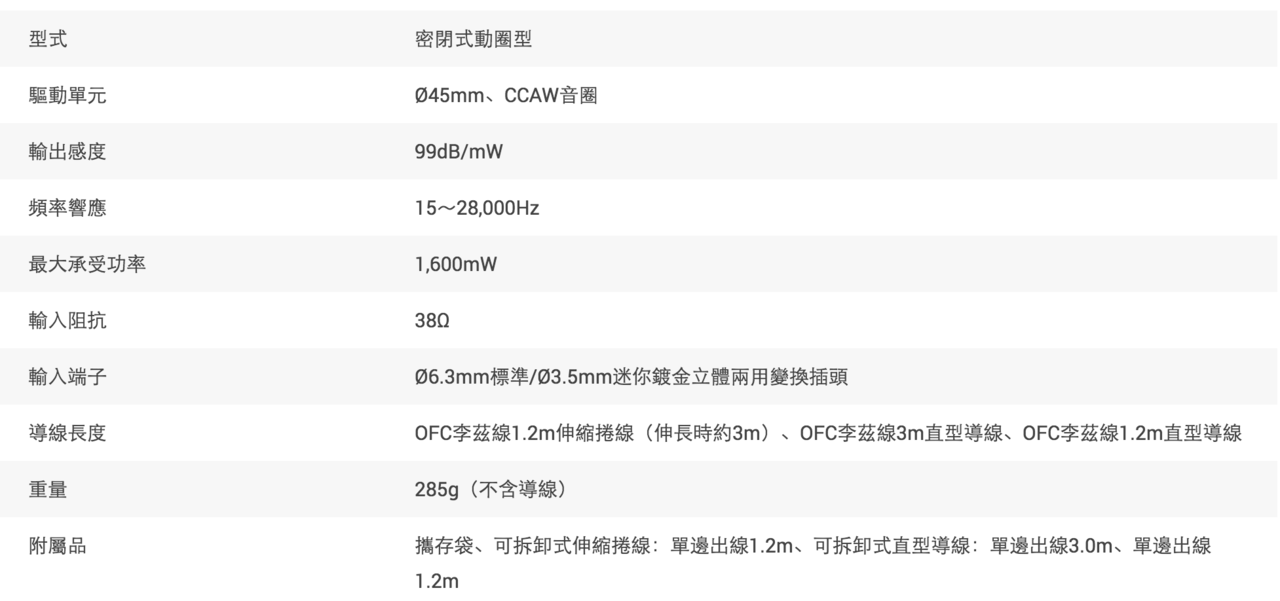 型式 密閉式動圈型
驅動單元 Ø45mm、CCAW音圈
輸出感度 99dB/mW
頻率響應 15～28,000Hz
最大承受功率 1,600mW
輸入阻抗 38Ω
輸入端子 Ø6.3mm標準/Ø3.5mm迷你鍍金立體兩用變換插頭
導線長度 OFC李茲線1.2m伸縮捲線（伸長時約3m）、OFC李茲線3m直型導線、OFC李茲線1.2m直型導線
重量 285g（不含導線）
附屬品 攜存袋、可拆卸式伸縮捲線：單邊出線1.2m、可拆卸式直型導線：單邊出線3.0m、單邊出線
1.2m